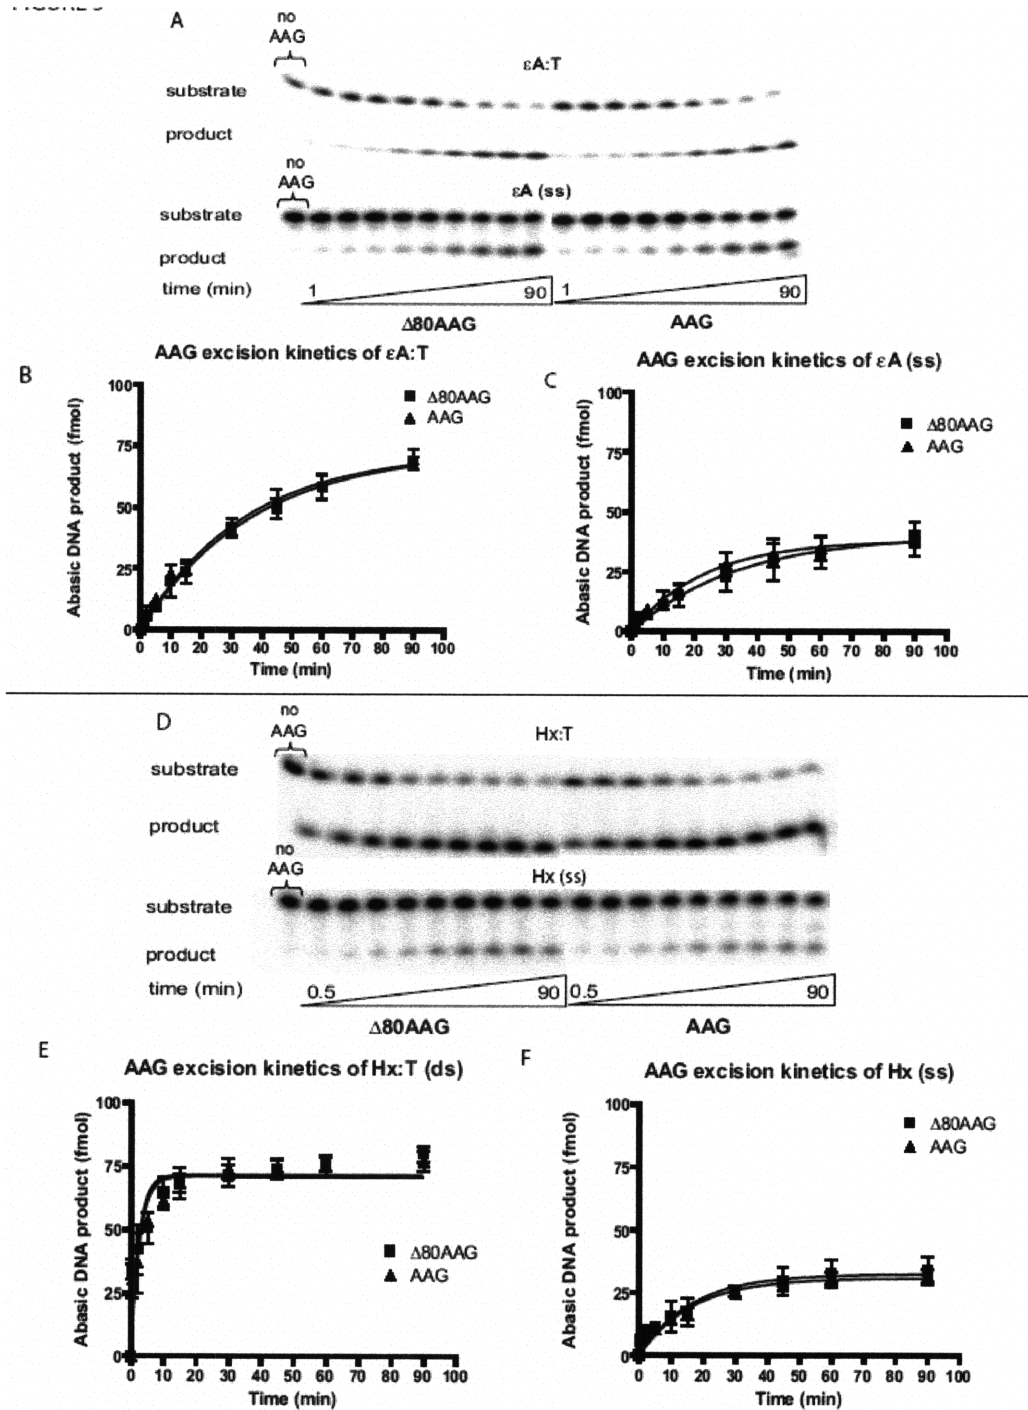 A
no
AAG
εA:T
substrate
product
no
AAG
εA (ss)
substrate
product
time (min) 1 90 1 90
Δ80AAG AAG
B
AAG excision kinetics of εA:T
Abasic DNA product (fmol)
100
75
50
25
0
Δ80AAG
AAG
0 10 20 30 40 50 60 70 80 90 100
Time (min)
C
AAG excision kinetics of εA (ss)
Abasic DNA product (fmol)
100
75
50
25
0
Δ80AAG
AAG
0 10 20 30 40 50 60 70 80 90 100
Time (min)
D
no
AAG
Hx:T
substrate
product
no
AAG
Hx (ss)
substrate
product
time (min) 0.5 90 0.5 90
Δ80AAG AAG
E
AAG excision kinetics of Hx:T (ds)
Abasic DNA product (fmol)
100
75
50
25
0
Δ80AAG
AAG
0 10 20 30 40 50 60 70 80 90 100
Time (min)
F
AAG excision kinetics of Hx (ss)
Abasic DNA product (fmol)
100
75
50
25
0
Δ80AAG
AAG
0 10 20 30 40 50 60 70 80 90 100
Time (min)